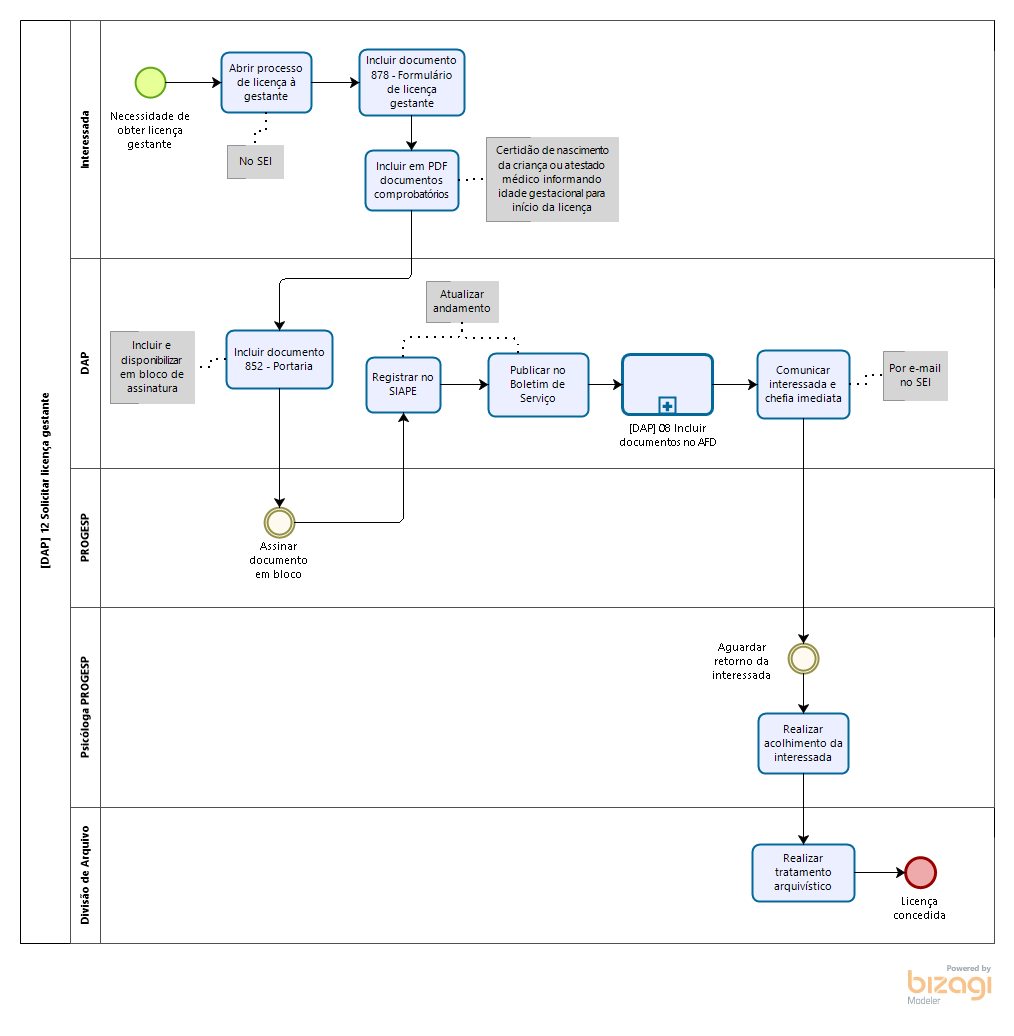 [DAP] 12 Solicitar licença gestante
Interessada
Necessidade de
obter licença
gestante
Abrir processo
de licença à
gestante
No SEI
Incluir documento
878 - Formulário
de licença
gestante
Incluir em PDF
documentos
comprobatórios
Certidão de nascimento
da criança ou atestado
médico informando
idade gestacional para
início da licença
DAP
Incluir e
disponibilizar
em bloco de
assinatura
Incluir documento
852 - Portaria
Atualizar
andamento
Registrar no
SIAPE
Publicar no
Boletim de
Serviço
[DAP] 08 Incluir
documentos no AFD
Comunicar
interessada e
chefia imediata
Por e-mail
no SEI
PROGESP
Assinar
documento
em bloco
Psicóloga PROGESP
Aguardar
retorno da
interessada
Realizar
acolhimento da
interessada
Divisão de Arquivo
Realizar
tratamento
arquivístico
Licença
concedida
Powered by
bizagi
Modeler